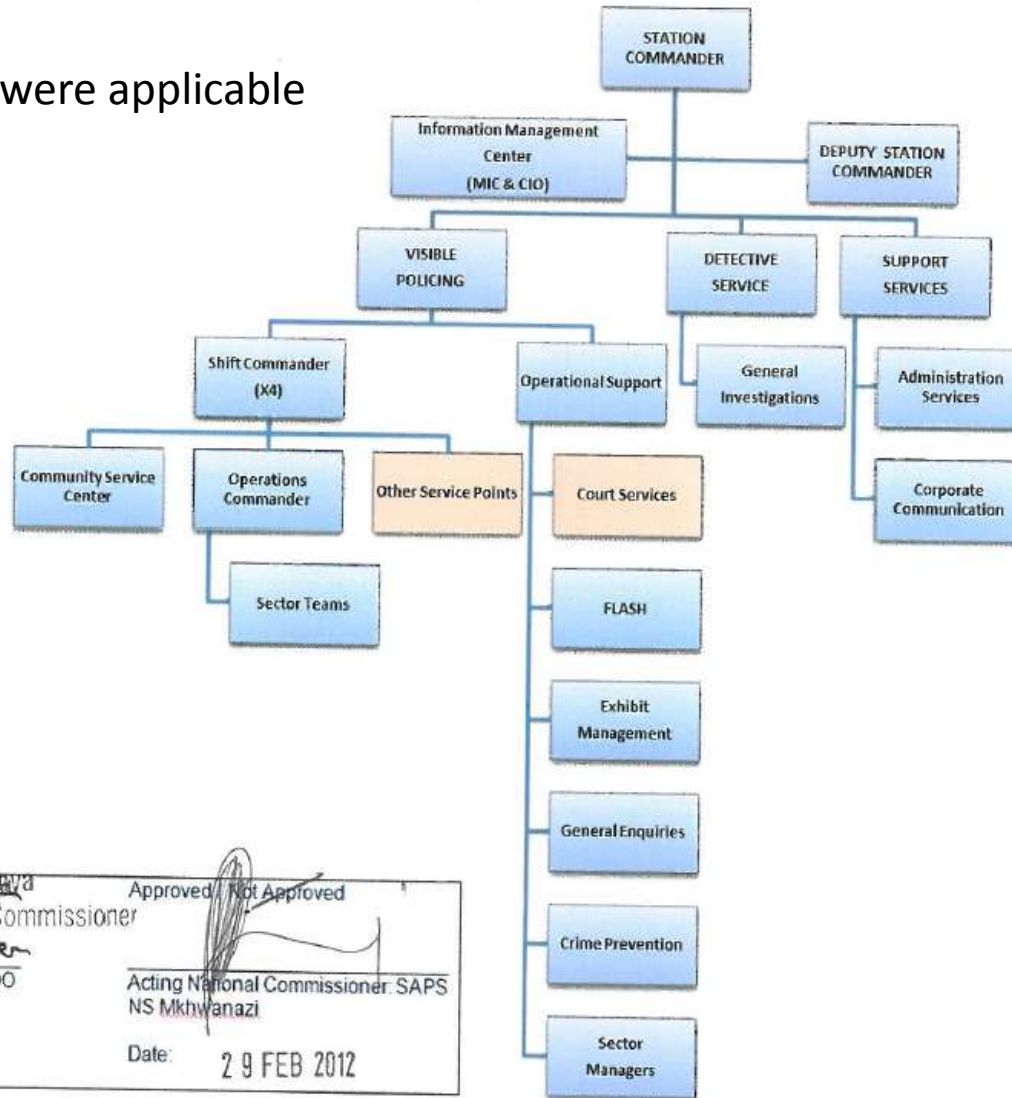 were applicable
STATION
COMMANDER
Information Management
Center
(MIC & CIO)
DEPUTY STATION
COMMANDER
VISIBLE
POLICING
DETECTIVE
SERVICE
SUPPORT
SERVICES
Shift Commander
(X4)
Operational Support
General
Investigations
Administration
Services
Community Service
Center
Operations
Commander
Other Service Points
Court Services
Corporate
Communication
Sector Teams
FLASH
Exhibit
Management
General Enquiries
Crime Prevention
Sector
Managers
Commissioner
Approved / Not Approved
Acting National Commissioner: SAPS
NS Mkhwanazi
Date: 29 FEB 2012